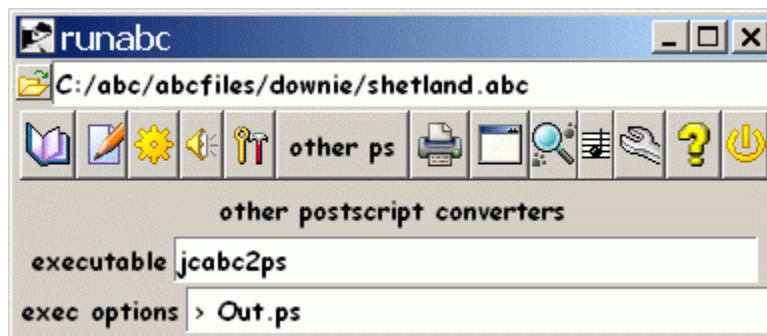 runabc
C:/abc/abcfiles/downie/shetland.abc
other ps
other postscript converters
executable jcabc2ps
exec options > Out.ps